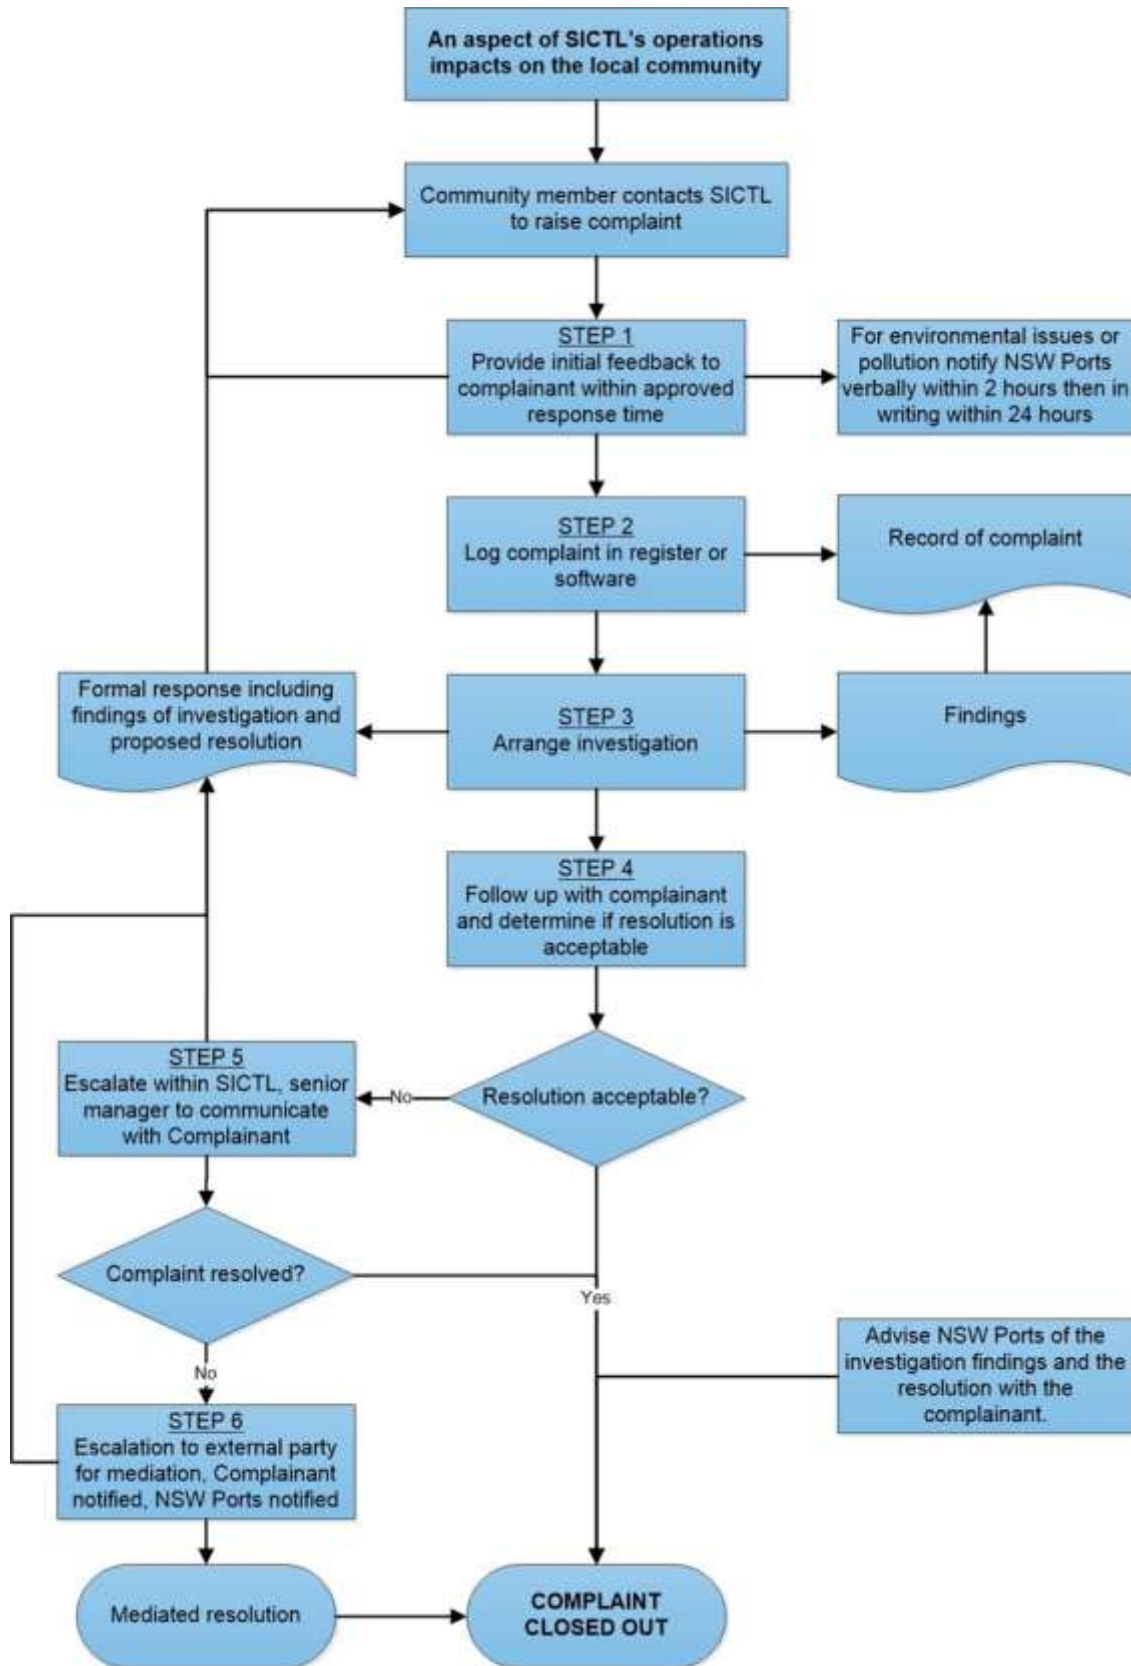 An aspect of SICTL's operations
impacts on the local community
Community member contacts SICTL
to raise complaint
STEP 1
Provide initial feedback to
complainant within approved
response time
For environmental issues or
pollution notify NSW Ports
verbally within 2 hours then in
writing within 24 hours
STEP 2
Log complaint in register or
software
Record of complaint
Formal response including
findings of investigation and
proposed resolution
STEP 3
Arrange investigation
Findings
STEP 4
Follow up with complainant
and determine if resolution is
acceptable
STEP 5
Escalate within SICTL, senior
manager to communicate
with Complainant
No
Resolution acceptable?
Complaint resolved?
Yes
No
Advise NSW Ports of the
investigation findings and the
resolution with the
complainant.
STEP 6
Escalation to external party
for mediation, Complainant
notified, NSW Ports notified
Mediated resolution
COMPLAINT
CLOSED OUT